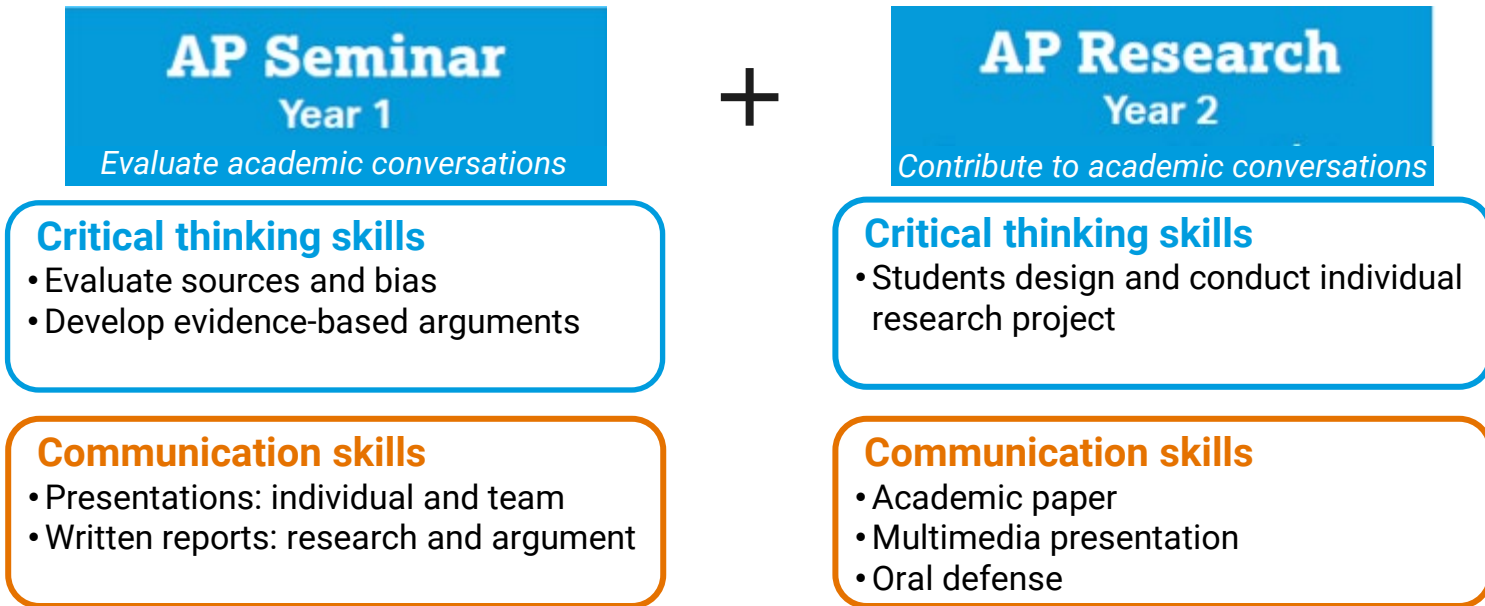 AP Seminar
Year 1
Evaluate academic conversations
Critical thinking skills
• Evaluate sources and bias
• Develop evidence-based arguments
Communication skills
• Presentations: individual and team
• Written reports: research and argument
+
AP Research
Year 2
Contribute to academic conversations
Critical thinking skills
• Students design and conduct individual
research project
Communication skills
• Academic paper
• Multimedia presentation
• Oral defense